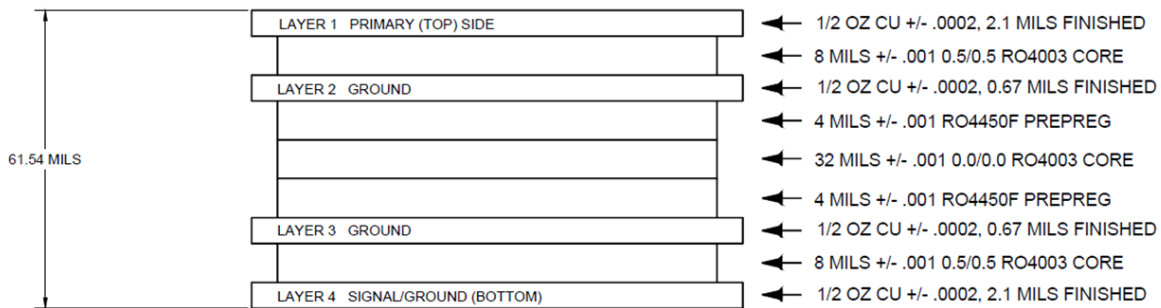 LAYER 1 PRIMARY (TOP) SIDE
1/2 OZ CU +/- .0002, 2.1 MILS FINISHED
8 MILS +/- .001 0.5/0.5 RO4003 CORE
LAYER 2 GROUND
1/2 OZ CU +/- .0002, 0.67 MILS FINISHED
4 MILS +/- .001 RO4450F PREPREG
61.54 MILS
32 MILS +/- .001 0.0/0.0 RO4003 CORE
4 MILS +/- .001 RO4450F PREPREG
LAYER 3 GROUND
1/2 OZ CU +/- .0002, 0.67 MILS FINISHED
8 MILS +/- .001 0.5/0.5 RO4003 CORE
LAYER 4 SIGNAL/GROUND (BOTTOM)
1/2 OZ CU +/- .0002, 2.1 MILS FINISHED